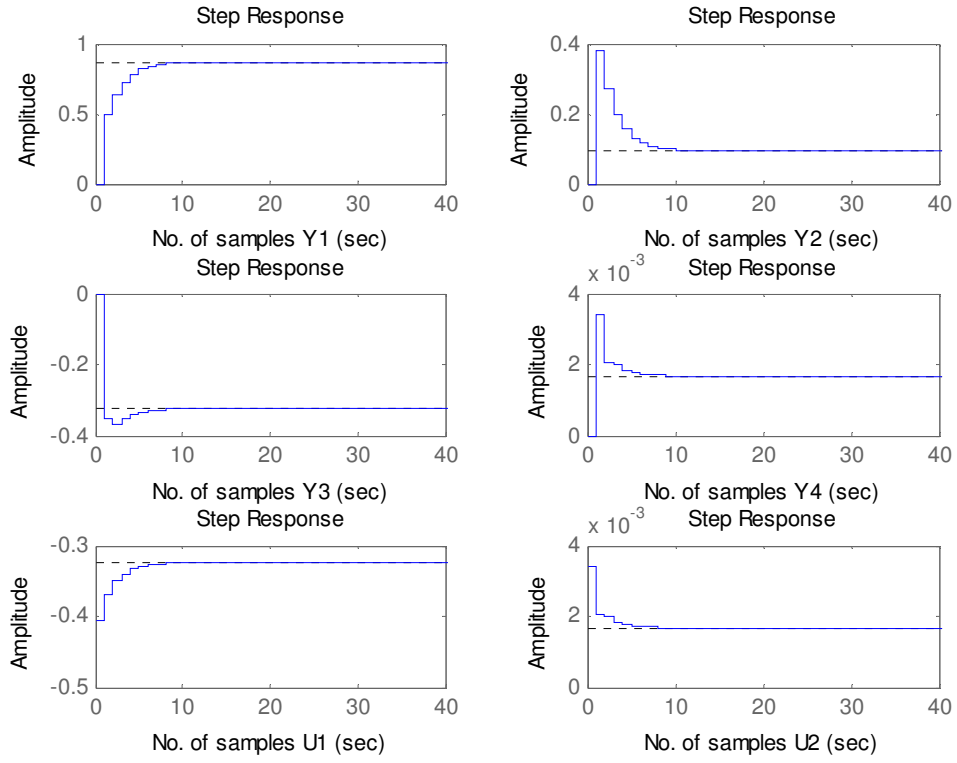 Step Response
1
0.5
0
Amplitude
0 10 20 30 40
No. of samples Y1 (sec)
Step Response
0.4
0.2
0
Amplitude
0 10 20 30 40
No. of samples Y2 (sec)
Step Response
0
-0.2
-0.4
Amplitude
0 10 20 30 40
No. of samples Y3 (sec)
x 10⁻³
Step Response
4
2
0
Amplitude
0 10 20 30 40
No. of samples Y4 (sec)
Step Response
-0.3
-0.4
-0.5
Amplitude
0 10 20 30 40
No. of samples U1 (sec)
x 10⁻³
Step Response
4
2
0
Amplitude
0 10 20 30 40
No. of samples U2 (sec)